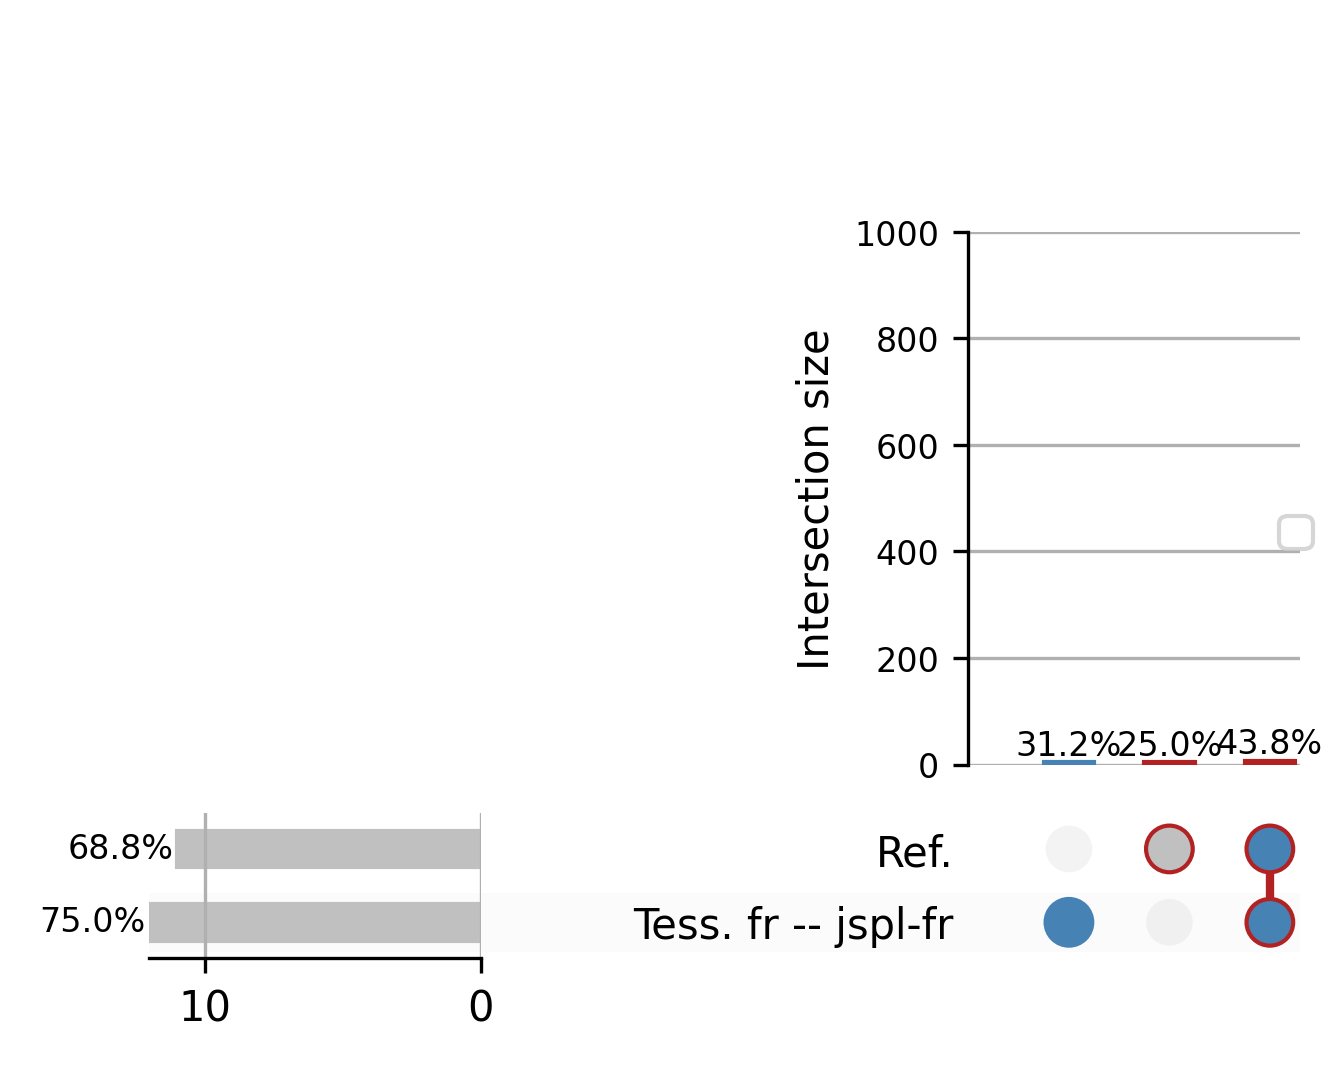 1000
800
600
400
200
0
Intersection size
31.2% 25.0% 43.8%
68.8%
Ref.
75.0%
Tess. fr -- jspl-fr
10 0